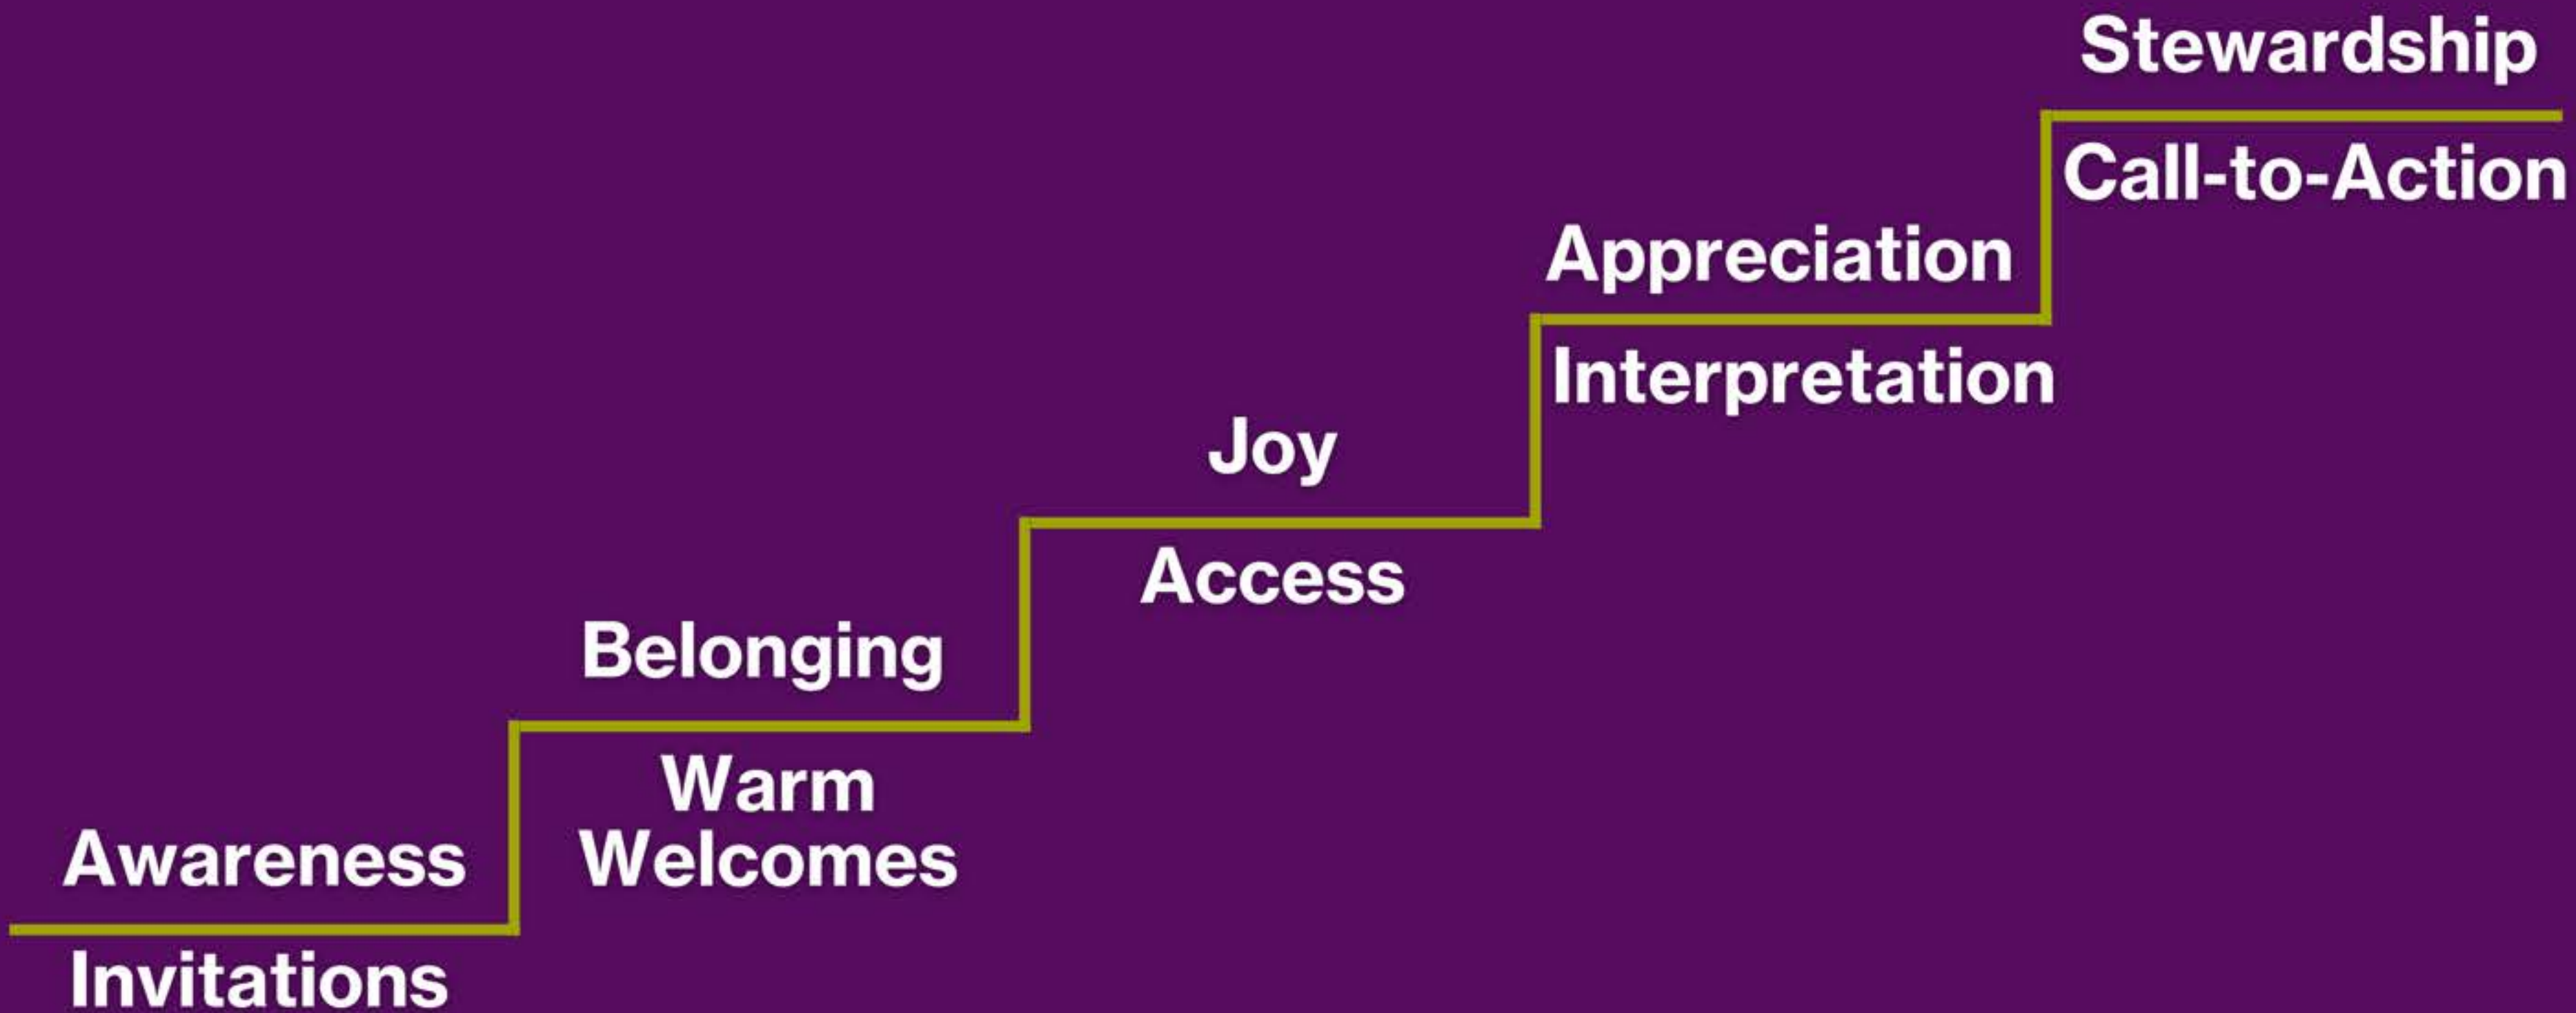 Stewardship
Call-to-Action
Appreciation
Interpretation
Joy
Access
Belonging
Warm
Welcomes
Awareness
Invitations